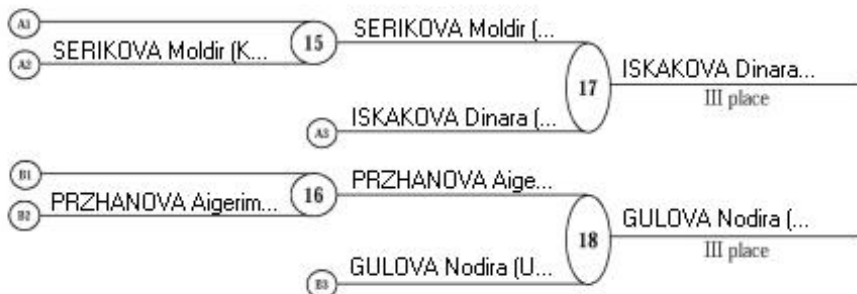 A1
SERIKOVA Moldir (...
A2
SERIKOVA Moldir (K...
15
ISKAKOVA Dinara...
17
III place
ISKAKOVA Dinara (...
A3
B1
PRZHANOVA Aige...
16
PRZHANOVA Aigerim...
B2
GULOVA Nodira (...
18
III place
GULOVA Nodira (U...
B3